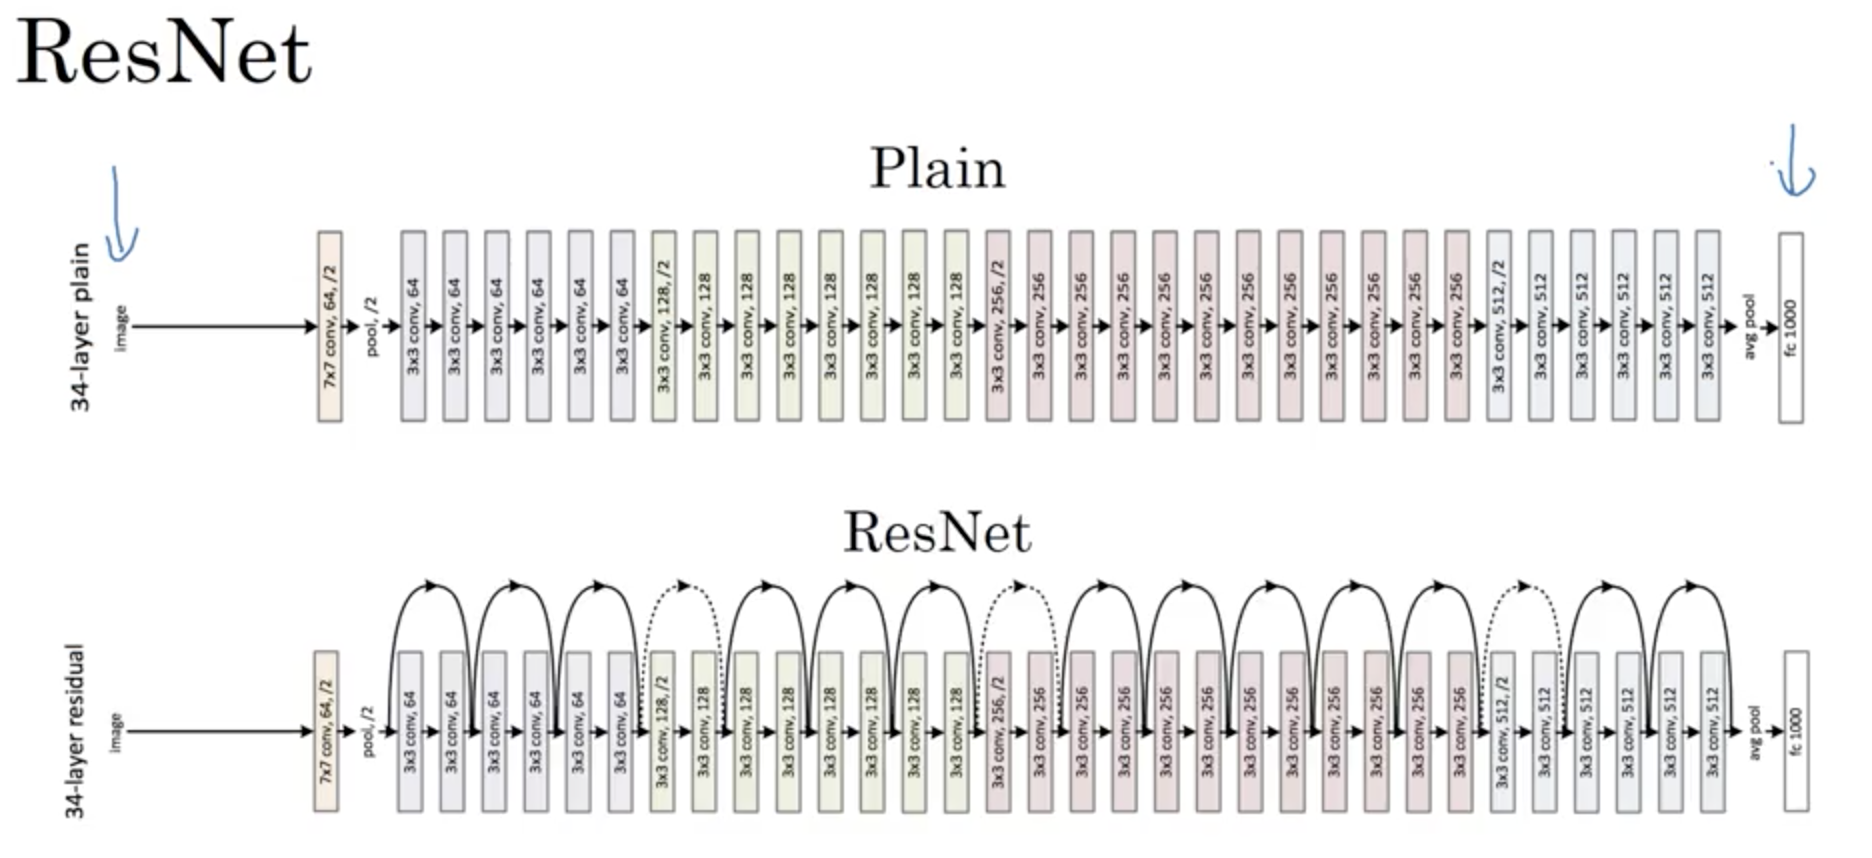 ResNet
Plain
34-layer plain
image
7x7 conv, 64, /2
pool, /2
3x3 conv, 64
3x3 conv, 64
3x3 conv, 64
3x3 conv, 64
3x3 conv, 64
3x3 conv, 64
3x3 conv, 128, /2
3x3 conv, 128
3x3 conv, 128
3x3 conv, 128
3x3 conv, 128
3x3 conv, 128
3x3 conv, 128
3x3 conv, 128
3x3 conv, 256, /2
3x3 conv, 256
3x3 conv, 256
3x3 conv, 256
3x3 conv, 256
3x3 conv, 256
3x3 conv, 256
3x3 conv, 256
3x3 conv, 256
3x3 conv, 256
3x3 conv, 256
3x3 conv, 256
3x3 conv, 512, /2
3x3 conv, 512
3x3 conv, 512
3x3 conv, 512
3x3 conv, 512
3x3 conv, 512
avg pool
fc 1000
ResNet
34-layer residual
image
7x7 conv, 64, /2
pool, /2
3x3 conv, 64
3x3 conv, 64
3x3 conv, 64
3x3 conv, 64
3x3 conv, 64
3x3 conv, 64
3x3 conv, 128, /2
3x3 conv, 128
3x3 conv, 128
3x3 conv, 128
3x3 conv, 128
3x3 conv, 128
3x3 conv, 128
3x3 conv, 128
3x3 conv, 256, /2
3x3 conv, 256
3x3 conv, 256
3x3 conv, 256
3x3 conv, 256
3x3 conv, 256
3x3 conv, 256
3x3 conv, 256
3x3 conv, 256
3x3 conv, 256
3x3 conv, 256
3x3 conv, 256
3x3 conv, 512, /2
3x3 conv, 512
3x3 conv, 512
3x3 conv, 512
3x3 conv, 512
3x3 conv, 512
avg pool
fc 1000